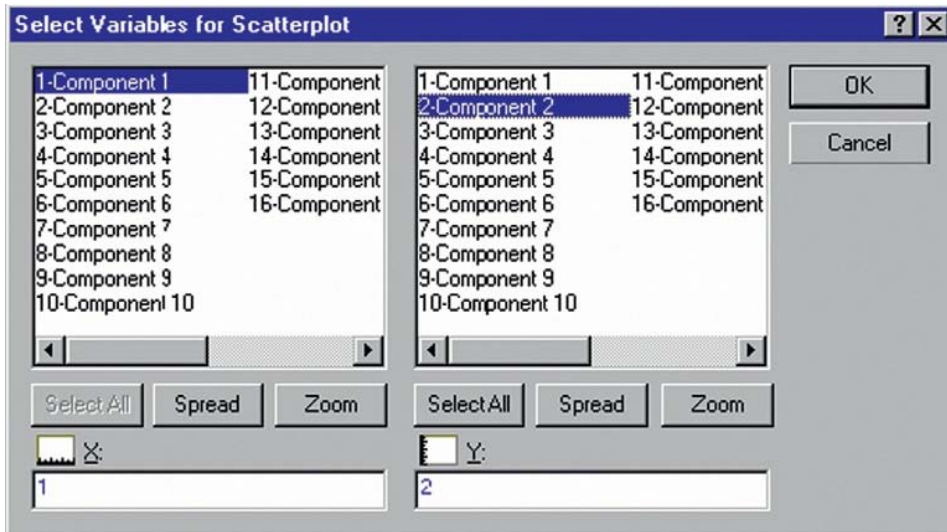 Select Variables for Scatterplot
1-Component 1
2-Component 2
3-Component 3
4-Component 4
5-Component 5
6-Component 6
7-Component 7
8-Component 8
9-Component 9
10-Component 10
11-Component
12-Component
13-Component
14-Component
15-Component
16-Component
Select All
Spread
Zoom
X:
1
1-Component 1
2-Component 2
3-Component 3
4-Component 4
5-Component 5
6-Component 6
7-Component 7
8-Component 8
9-Component 9
10-Component 10
11-Component
12-Component
13-Component
14-Component
15-Component
16-Component
Select All
Spread
Zoom
Y:
2
OK
Cancel